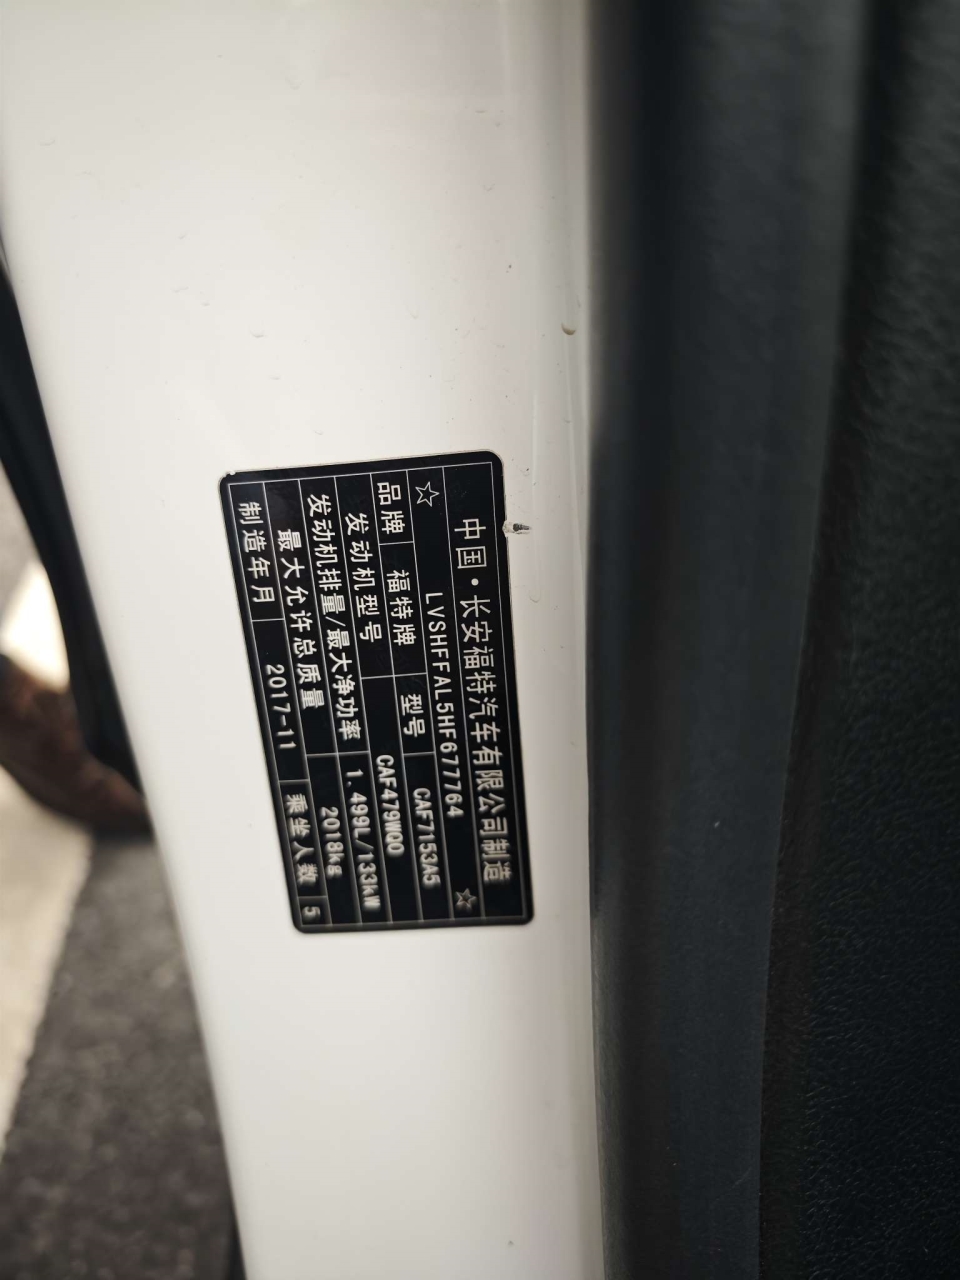 中国·长安福特汽车有限公司制造
☆ LVSHFFAL5HF677764 ☆
品牌 福特牌 型号 CAF7153A5
发动机型号 CAF479WQ0
发动机排量/最大净功率 1.499L/133kW
最大允许总质量 2018kg
制造年月 2017-11 乘坐人数 5